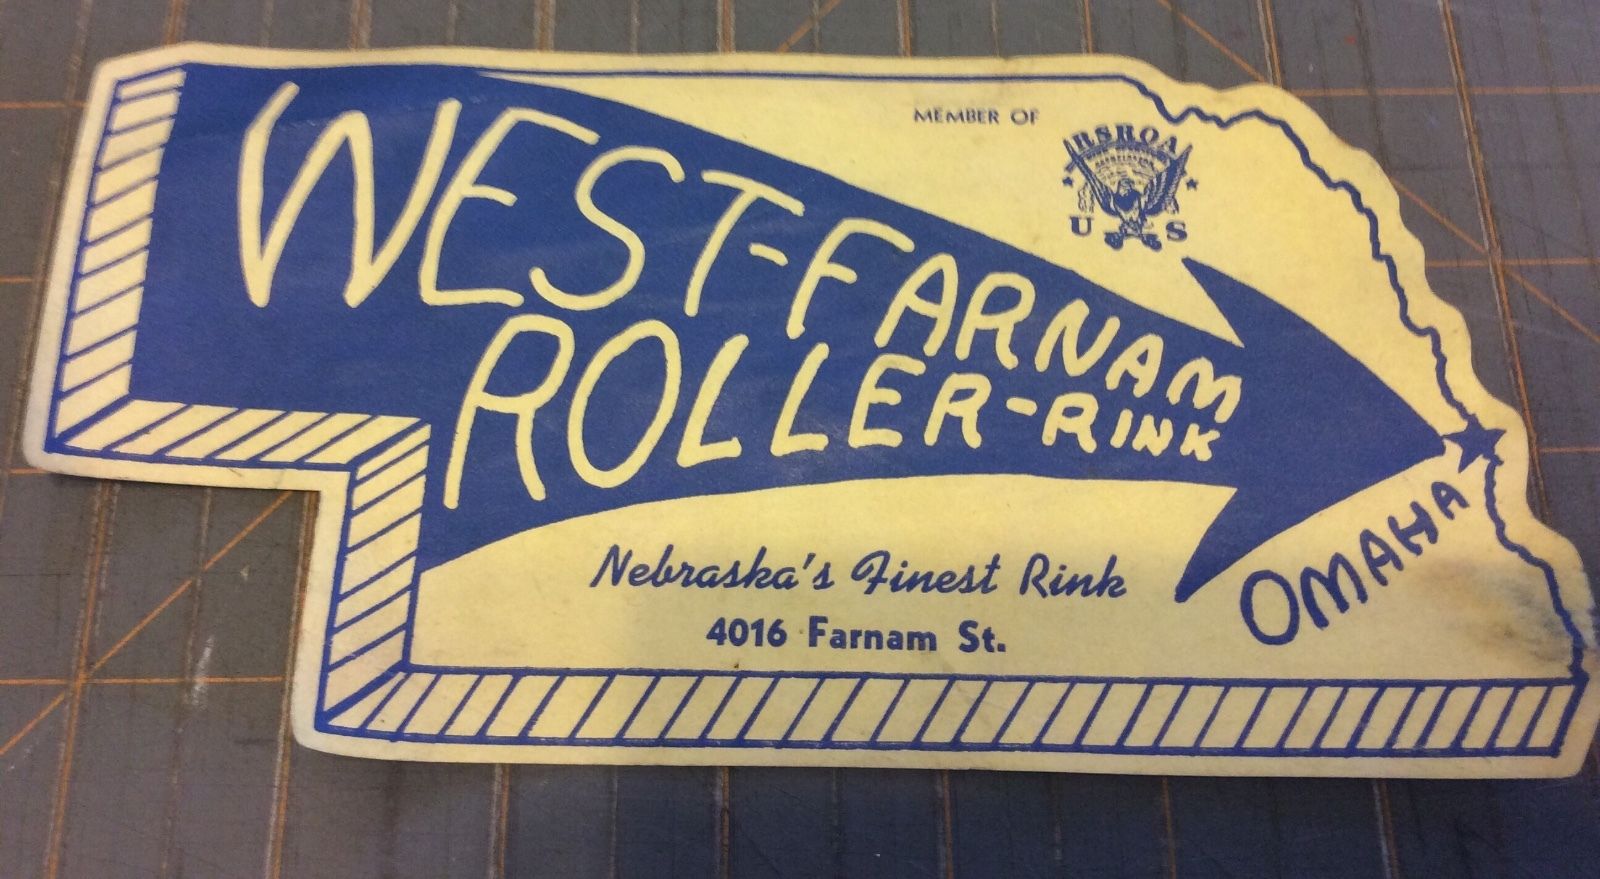 MEMBER OF
RSROA
U S
WEST-FARNAM
ROLLER-RINK
OMAHA
Nebraska's Finest Rink
4016 Farnam St.